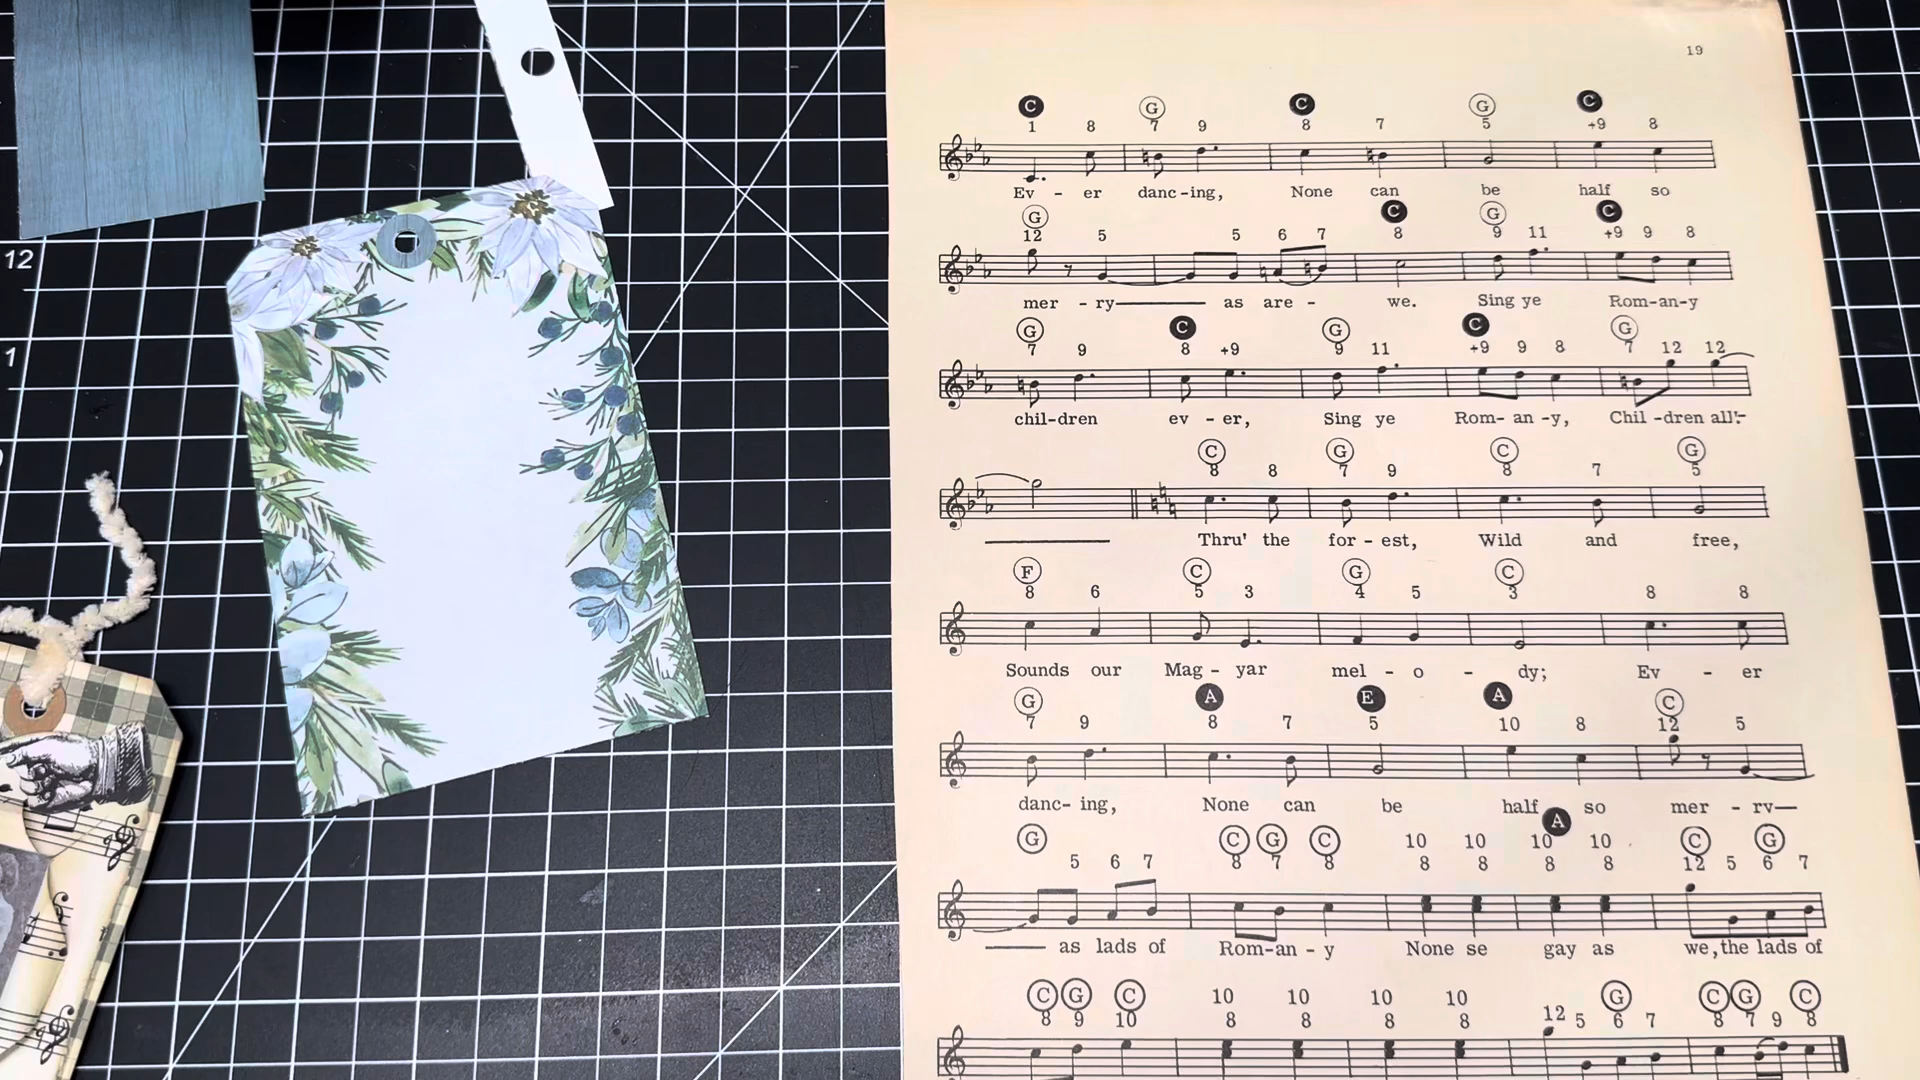 12
1
19
C G C G C
1 8 7 9 8 7 5 +9 8
Ev - er danc -ing, None can be half so
G C G C
12 5 5 6 7 8 9 11 +9 9 8
mer - ry as are - we. Sing ye Rom-an-y
G C G C G
7 9 8 +9 9 11 +9 9 8 7 12 12
chil-dren ev - er, Sing ye Rom- an -y, Chil -dren all!-
C G C G
8 8 7 9 8 7 5
Thru' the for - est, Wild and free,
F C G C
8 6 5 3 4 5 3 8 8
Sounds our Mag - yar mel - o - dy; Ev - er
G A E A C
7 9 8 7 5 10 8 12 5
danc- ing, None can be half so mer - ry—
G C G C 10 10 10 A 10 C G
5 6 7 8 7 8 8 8 8 8 12 5 6 7
as lads of Rom-an - y None se gay as we,the lads of
C G C 10 10 10 10 G C G C
8 9 10 8 8 8 8 12 5 6 7 8 7 9 8